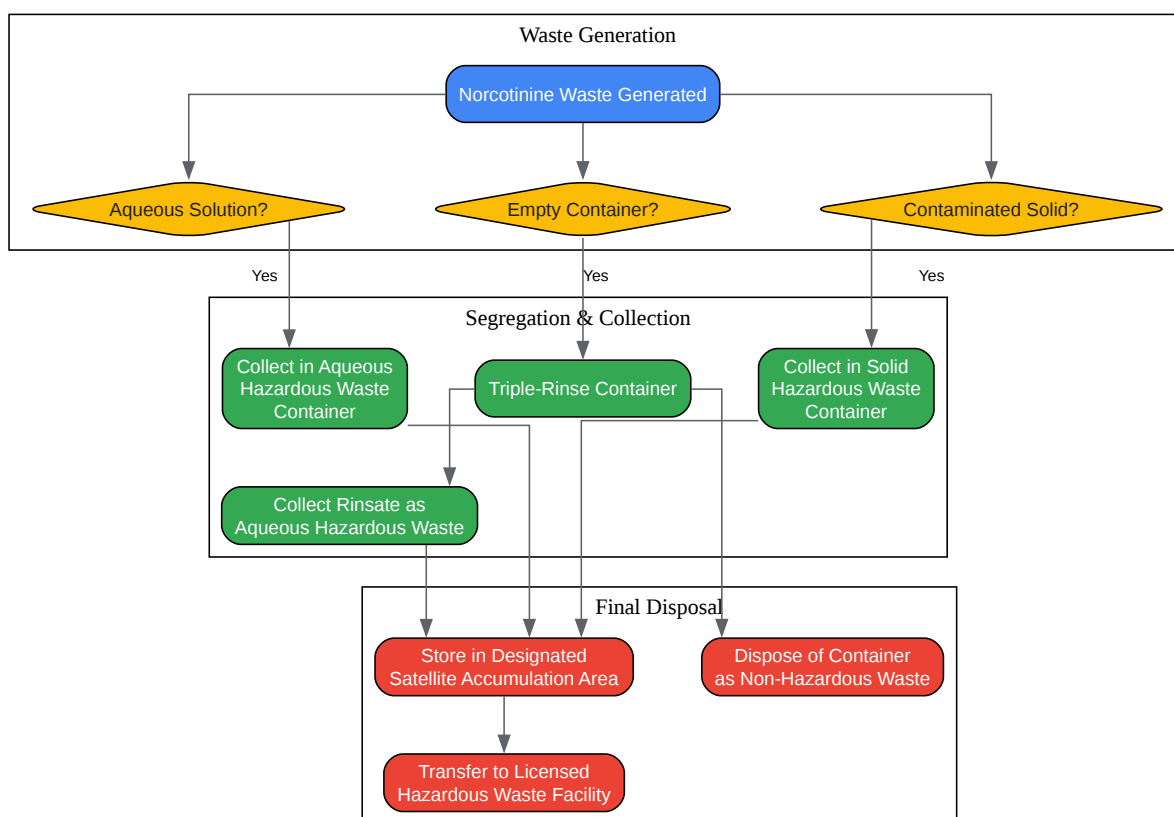 Waste Generation
Norcotinine Waste Generated
Aqueous Solution?
Empty Container?
Contaminated Solid?
Yes
Yes
Yes
Segregation & Collection
Collect in Aqueous
Hazardous Waste
Container
Triple-Rinse Container
Collect in Solid
Hazardous Waste
Container
Collect Rinsate as
Aqueous Hazardous Waste
Final Disposal
Store in Designated
Satellite Accumulation Area
Dispose of Container
as Non-Hazardous Waste
Transfer to Licensed
Hazardous Waste Facility